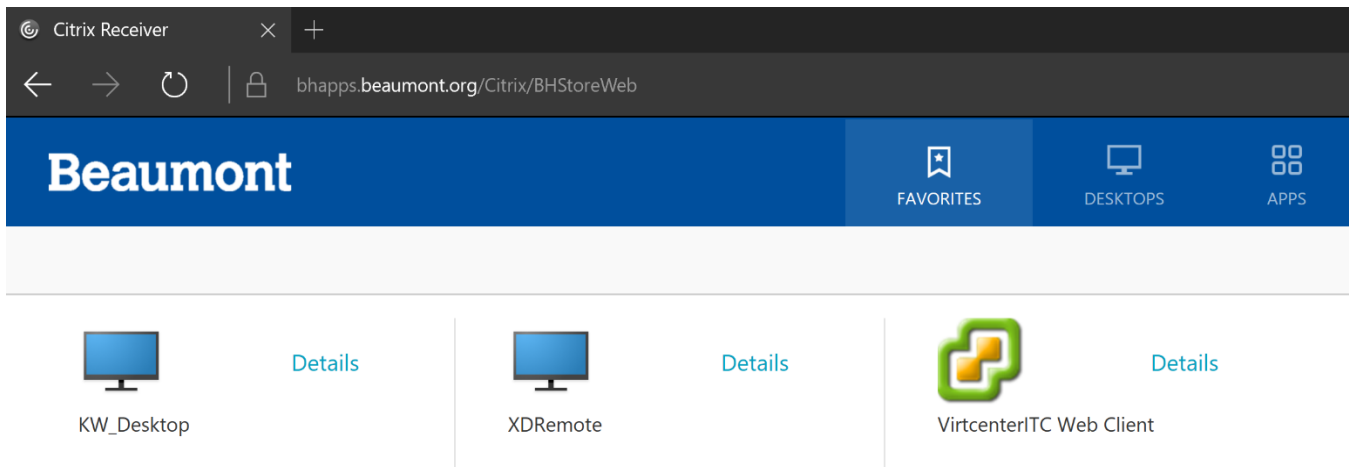 Citrix Receiver
bhapps.beaumont.org/Citrix/BHStoreWeb
Beaumont
FAVORITES
DESKTOPS
APPS
Details
KW_Desktop
Details
XDRemote
Details
VirtcenterITC Web Client